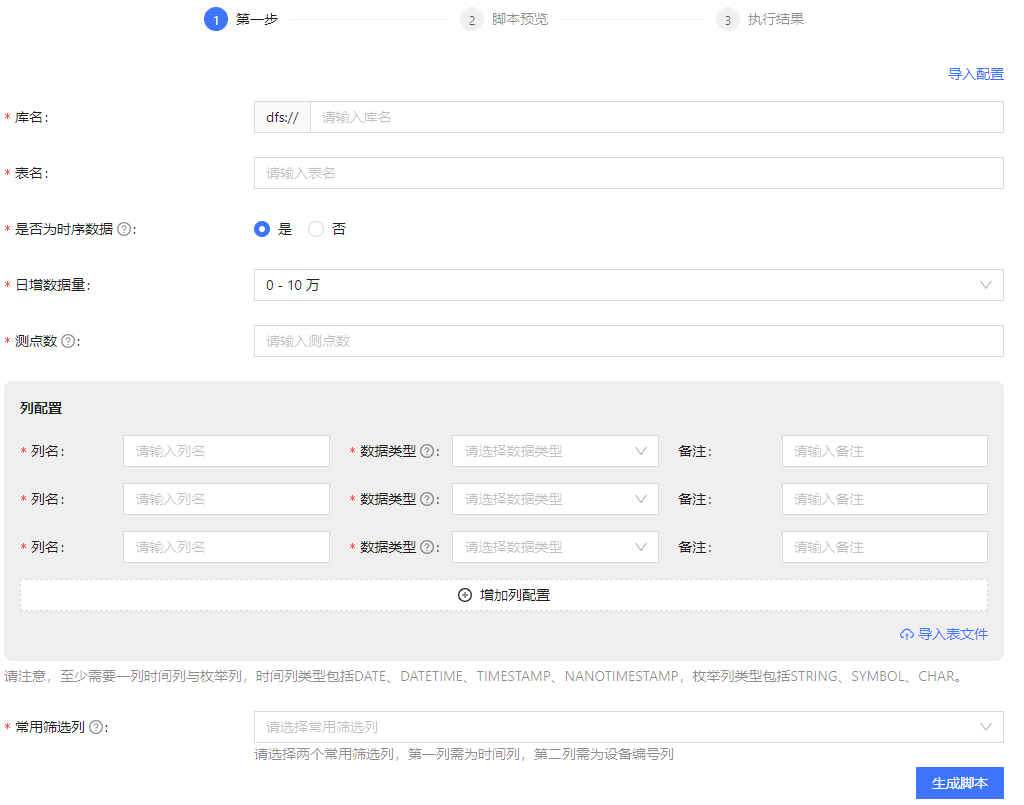 1 第一步 2 脚本预览 3 执行结果
导入配置
* 库名: dfs:// 请输入库名
* 表名: 请输入表名
* 是否为时序数据 ? : 是 否
* 日增数据量: 0 - 10 万
* 测点数 ? : 请输入测点数
列配置
* 列名: 请输入列名 * 数据类型 ? : 请选择数据类型 备注: 请输入备注
* 列名: 请输入列名 * 数据类型 ? : 请选择数据类型 备注: 请输入备注
* 列名: 请输入列名 * 数据类型 ? : 请选择数据类型 备注: 请输入备注
增加列配置
导入表文件
请注意，至少需要一列时间列与枚举列，时间列类型包括DATE、DATETIME、TIMESTAMP、NANOTIMESTAMP，枚举列类型包括STRING、SYMBOL、CHAR。
* 常用筛选列 ? : 请选择常用筛选列
请选择两个常用筛选列，第一列需为时间列，第二列需为设备编号列
生成脚本